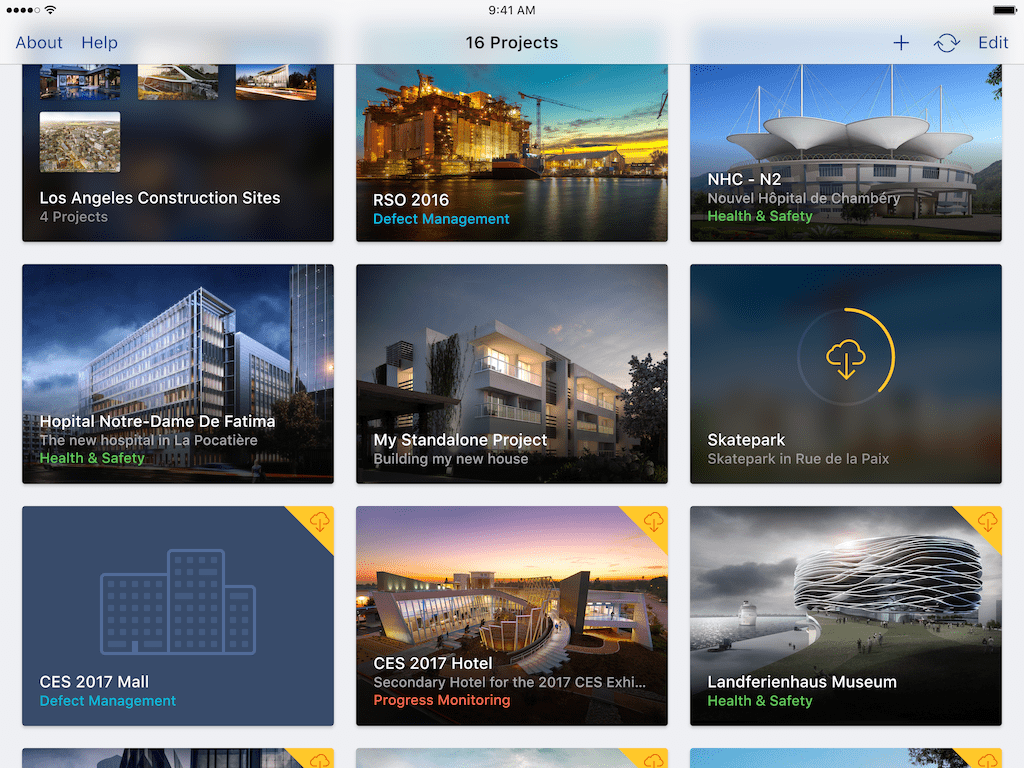 9:41 AM
About Help 16 Projects Edit
Los Angeles Construction Sites
4 Projects
RSO 2016
Defect Management
NHC - N2
Nouvel Hôpital de Chambéry
Health & Safety
Hopital Notre-Dame De Fatima
The new hospital in La Pocatière
Health & Safety
My Standalone Project
Building my new house
Skatepark
Skatepark in Rue de la Paix
CES 2017 Mall
Defect Management
CES 2017 Hotel
Secondary Hotel for the 2017 CES Exhi...
Progress Monitoring
Landferienhaus Museum
Health & Safety